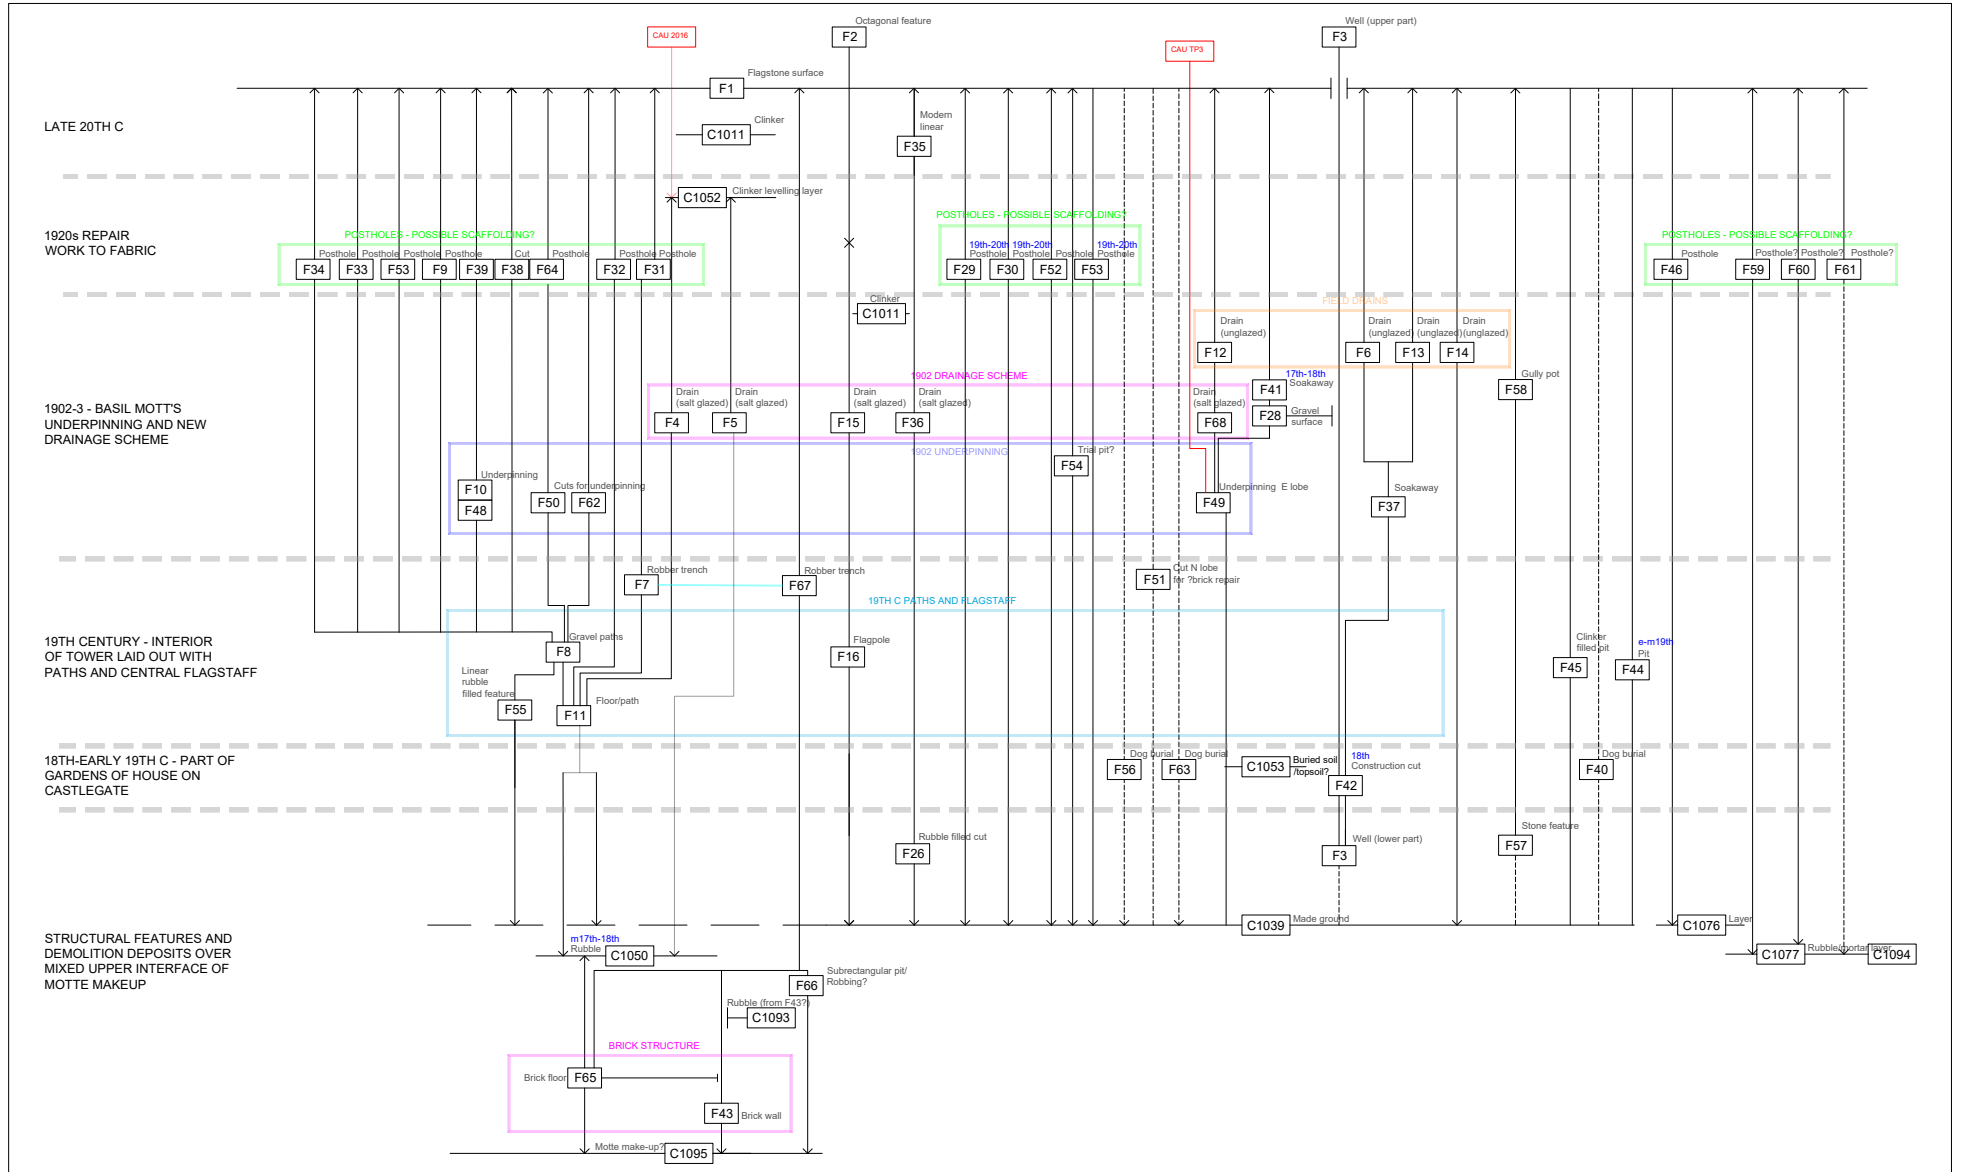 Octagonal feature
Well (upper part)
CAU 2016
F2
CAU TP3
F3
Flagstone surface
F1
LATE 20TH C
Clinker
C1011
Modern
linear
F35
C1052
Clinker levelling layer
1920s REPAIR
WORK TO FABRIC
POSTHOLES - POSSIBLE SCAFFOLDING?
POSTHOLES - POSSIBLE SCAFFOLDING?
POSTHOLES - POSSIBLE SCAFFOLDING?
19th-20th 19th-20th 19th-20th
Posthole Posthole Posthole Posthole Cut Posthole Posthole Posthole
Posthole Posthole Posthole Posthole
Posthole Posthole? Posthole? Posthole?
F34 F33 F53 F9 F39 F38 F64 F32 F31 F29 F30 F52 F53 F46 F59 F60 F61
Clinker
C1011
FIELD DRAINS
Drain
(unglazed)
Drain
(unglazed)
Drain
(unglazed)
Drain
(unglazed)
F12 F6 F13 F14
1902 DRAINAGE SCHEME
17th-18th
Soakaway
F41
Gully pot
F58
1902-3 - BASIL MOTT'S
UNDERPINNING AND NEW
DRAINAGE SCHEME
Drain
(salt glazed)
Drain
(salt glazed)
Drain
(salt glazed)
Drain
(salt glazed)
Drain
(salt glazed)
F4 F5 F15 F36 F68
F28
Gravel
surface
1902 UNDERPINNING
Trial pit?
F54
Underpinning
F10
F48
Cuts for underpinning
F50 F62
Underpinning E lobe
F49
Soakaway
F37
Robber trench
F7
Robber trench
F67
Cut N lobe
for ?brick repair
F51
19TH C PATHS AND FLAGSTAFF
19TH CENTURY - INTERIOR
OF TOWER LAID OUT WITH
PATHS AND CENTRAL FLAGSTAFF
Gravel paths
F8
Flagpole
F16
Clinker
filled pit
F45
e-m19th
Pit
F44
Linear
rubble
filled feature
F55
Floor/path
F11
18TH-EARLY 19TH C - PART OF
GARDENS OF HOUSE ON
CASTLEGATE
Dog burial
F56
Dog burial
F63
C1053
Buried soil
/topsoil?
18th
Construction cut
F42
Dog burial
F40
Rubble filled cut
F26
Well (lower part)
F3
Stone feature
F57
C1039
Made ground
C1076
Layer
STRUCTURAL FEATURES AND
DEMOLITION DEPOSITS OVER
MIXED UPPER INTERFACE OF
MOTTE MAKEUP
m17th-18th
Rubble
C1050
C1077
Rubble/mortar layer
C1094
Subrectangular pit/
Robbing?
F66
Rubble (from F43?)
C1093
BRICK STRUCTURE
Brick floor
F65
F43
Brick wall
Motte make-up?
C1095